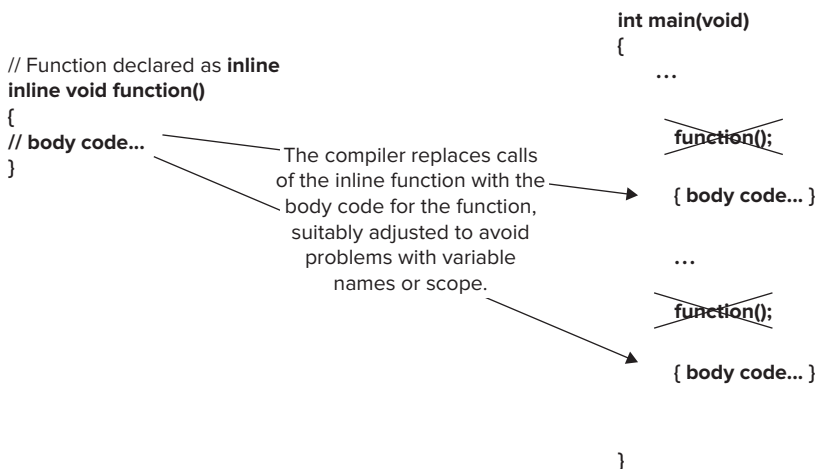 // Function declared as inline
inline void function()
{
// body code...
}
The compiler replaces calls
of the inline function with the
body code for the function,
suitably adjusted to avoid
problems with variable
names or scope.
int main(void)
{
...
function();
{ body code... }
...
function();
{ body code... }
}